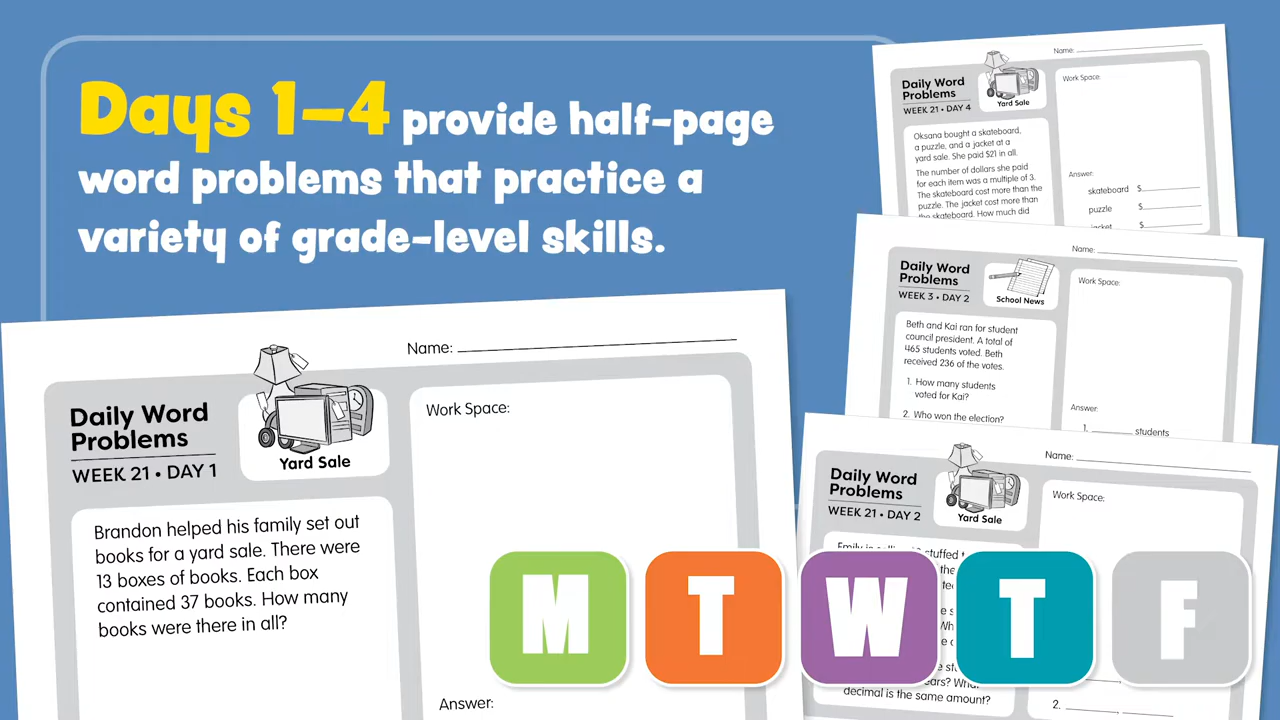 Days 1–4 provide half-page
word problems that practice a
variety of grade-level skills.
Name:
Daily Word
Problems
WEEK 21 • DAY 4
Yard Sale
Work Space:
Oksana bought a skateboard,
a puzzle, and a jacket at a
yard sale. She paid $21 in all.
The number of dollars she paid
for each item was a multiple of 3.
The skateboard cost more than the
puzzle. The jacket cost more than
the skateboard. How much did
Answer:
skateboard $
puzzle $
jacket $
Name:
Daily Word
Problems
WEEK 3 • DAY 2
School News
Work Space:
Beth and Kai ran for student
council president. A total of
465 students voted. Beth
received 236 of the votes.
1. How many students
voted for Kai?
2. Who won the election?
Answer:
1. students
Name:
Daily Word
Problems
WEEK 21 • DAY 1
Yard Sale
Work Space:
Brandon helped his family set out
books for a yard sale. There were
13 boxes of books. Each box
contained 37 books. How many
books were there in all?
Answer:
Name:
Daily Word
Problems
WEEK 21 • DAY 2
Yard Sale
Work Space:
stuffed
decimal is the same amount?
2.
M T W T F